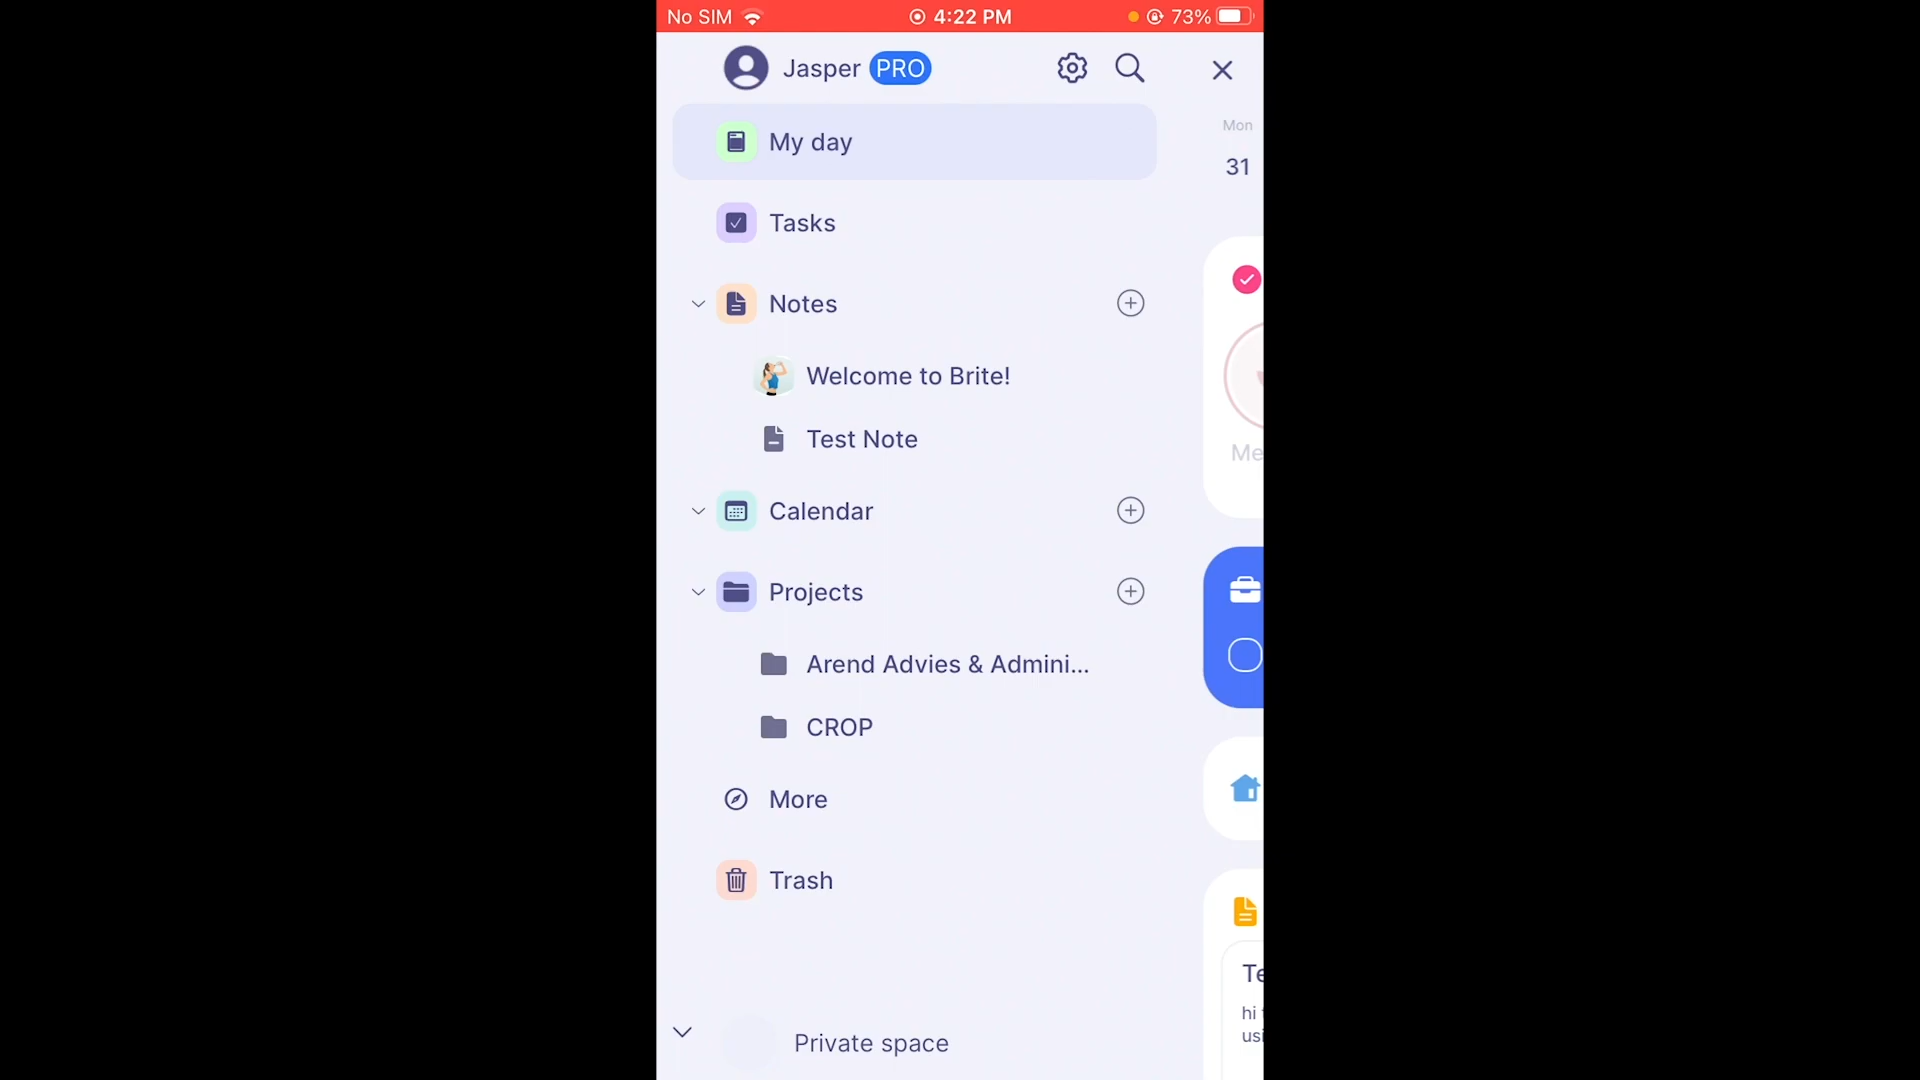 No SIM 4:22 PM 73%
Jasper PRO
My day
Mon
31
Tasks
Notes
Welcome to Brite!
Test Note
Me
Calendar
Projects
Arend Advies & Admini...
CROP
More
Trash
Te
hi
usi
Private space